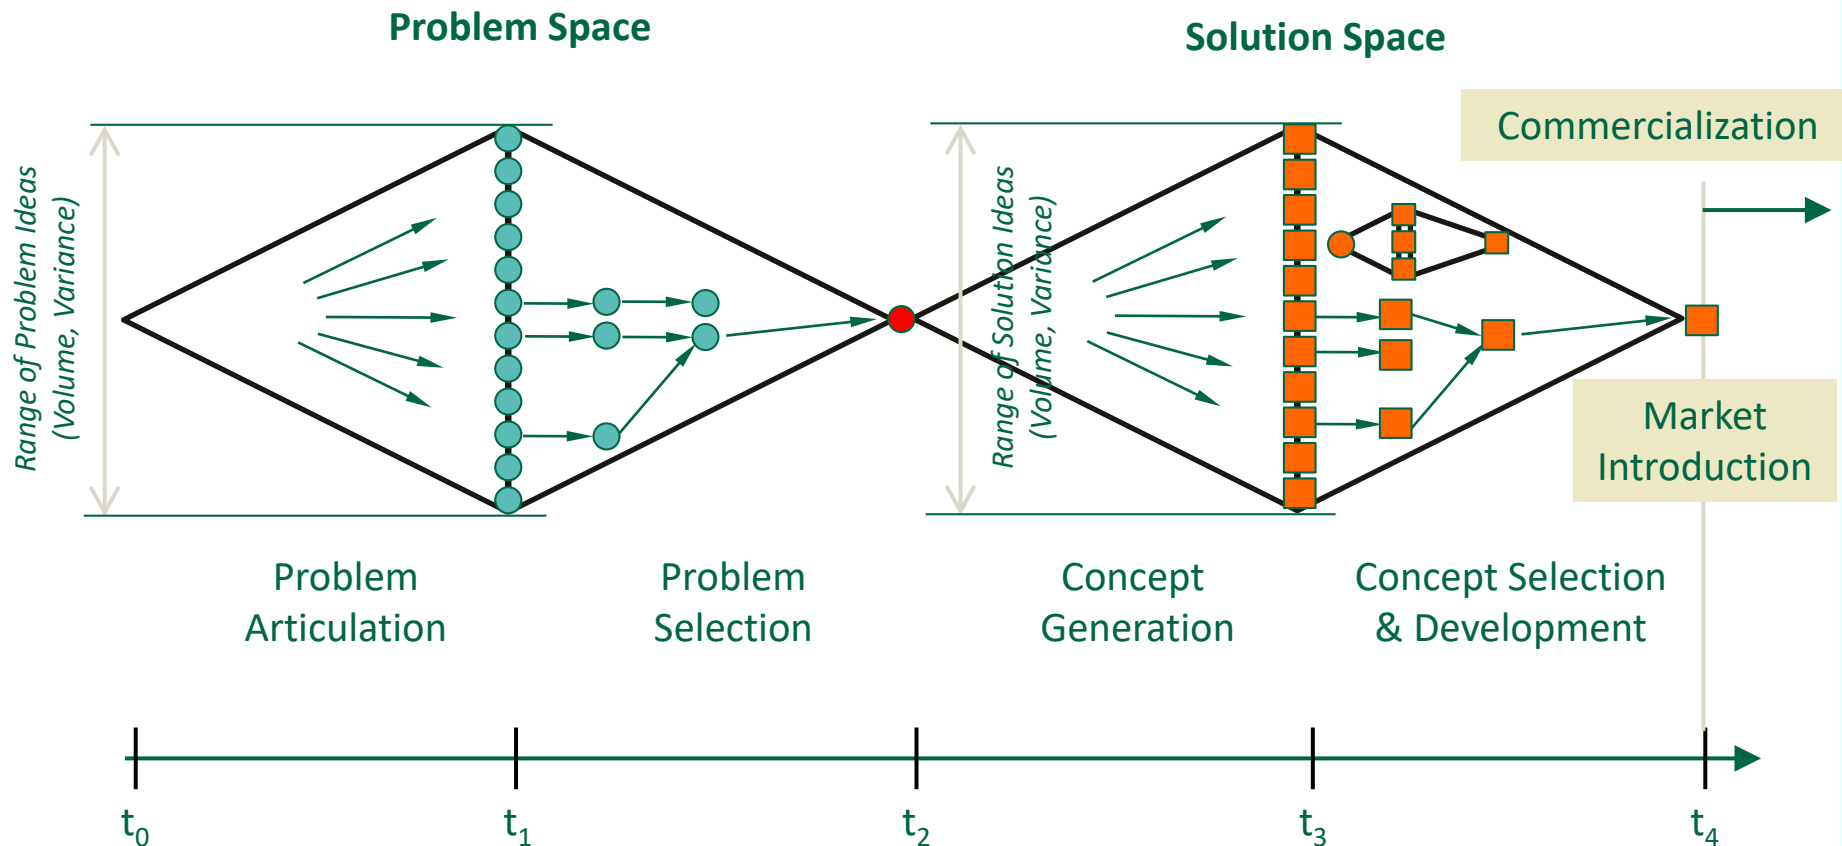 Problem Space
Solution Space
Commercialization
Range of Problem Ideas
(Volume, Variance)
Range of Solution Ideas
(Volume, Variance)
Market
Introduction
Problem
Articulation
Problem
Selection
Concept
Generation
Concept Selection
& Development
t₀
t₁
t₂
t₃
t₄